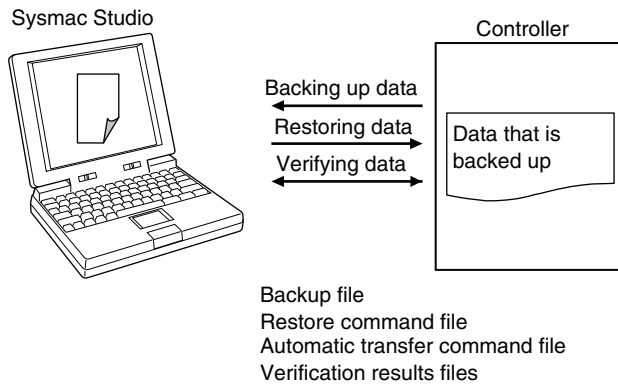 Sysmac Studio
Controller
Backing up data
Restoring data
Verifying data
Data that is
backed up
Backup file
Restore command file
Automatic transfer command file
Verification results files